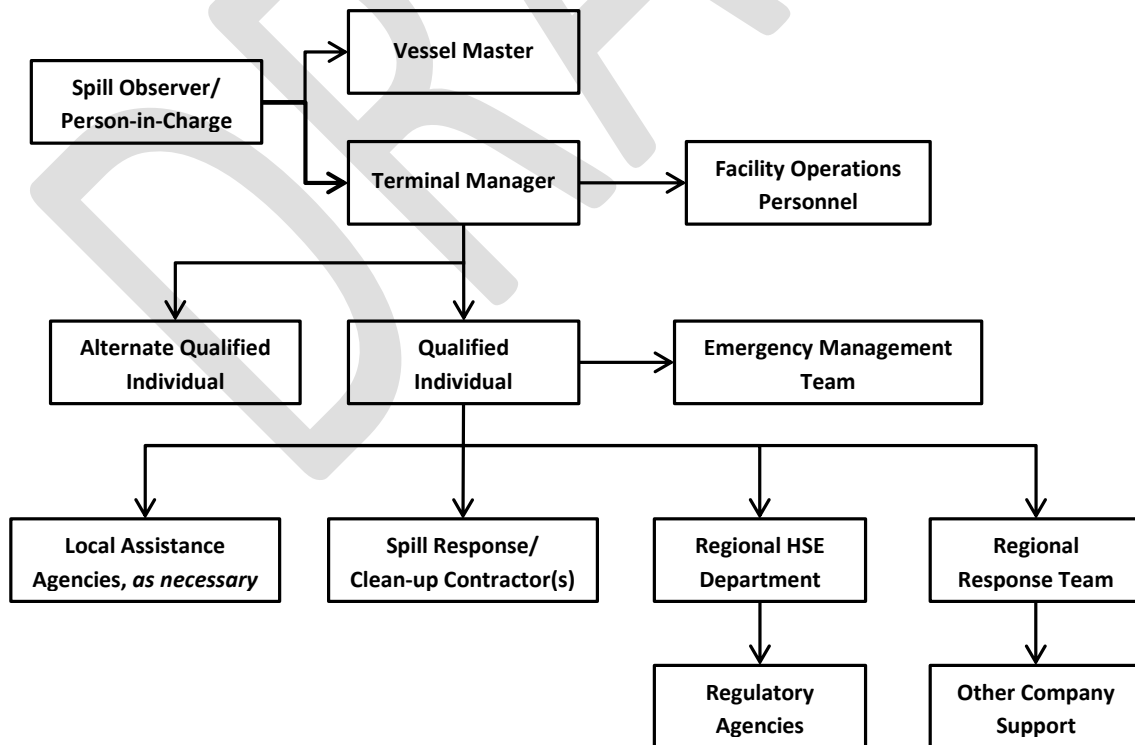 Vessel Master
Spill Observer/
Person-in-Charge
Terminal Manager
Facility Operations
Personnel
Alternate Qualified
Individual
Qualified
Individual
Emergency Management
Team
Local Assistance
Agencies, as necessary
Spill Response/
Clean-up Contractor(s)
Regional HSE
Department
Regional
Response Team
Regulatory
Agencies
Other Company
Support